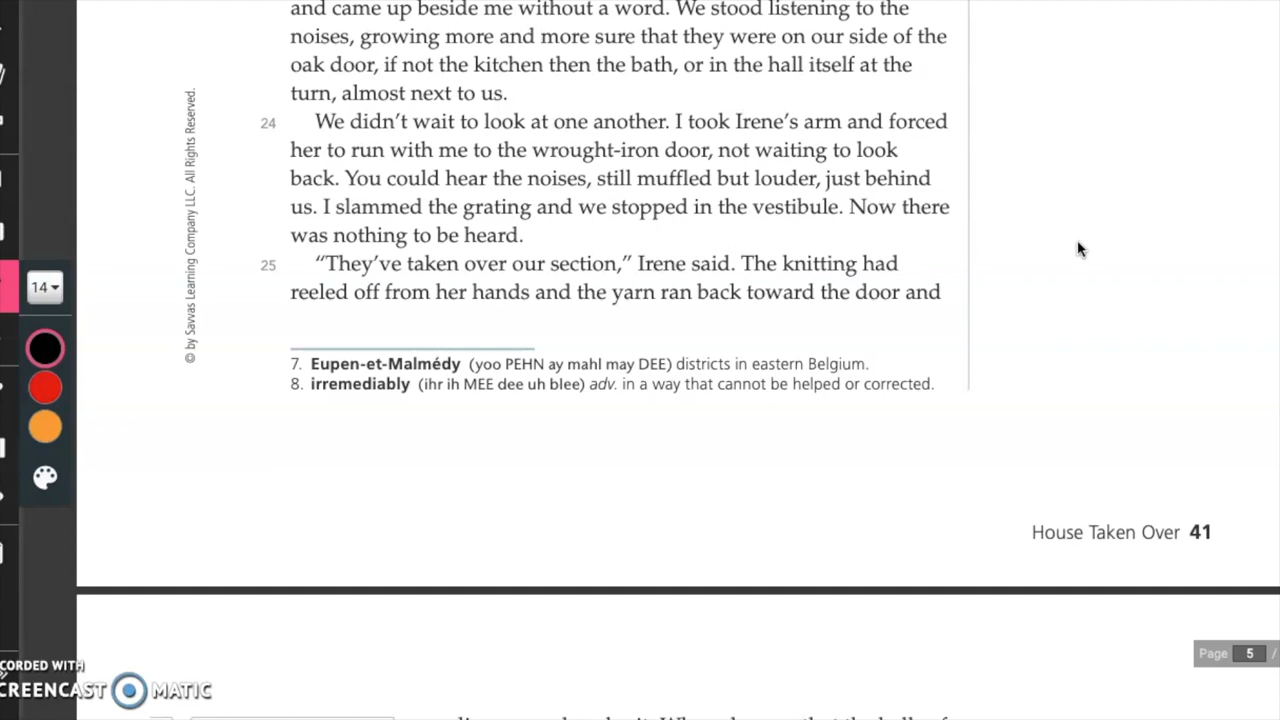 and came up beside me without a word. We stood listening to the
noises, growing more and more sure that they were on our side of the
oak door, if not the kitchen then the bath, or in the hall itself at the
turn, almost next to us.
24 We didn’t wait to look at one another. I took Irene’s arm and forced
her to run with me to the wrought-iron door, not waiting to look
back. You could hear the noises, still muffled but louder, just behind
us. I slammed the grating and we stopped in the vestibule. Now there
was nothing to be heard.
25 “They’ve taken over our section,” Irene said. The knitting had
reeled off from her hands and the yarn ran back toward the door and
© by Savvas Learning Company LLC. All Rights Reserved.
14
7. Eupen-et-Malmédy (yoo PEHN ay mahl may DEE) districts in eastern Belgium.
8. irremediably (ihr ih MEE dee uh blee) adv. in a way that cannot be helped or corrected.
House Taken Over 41
Page 5 /
CORDED WITH
CREENCAST MATIC